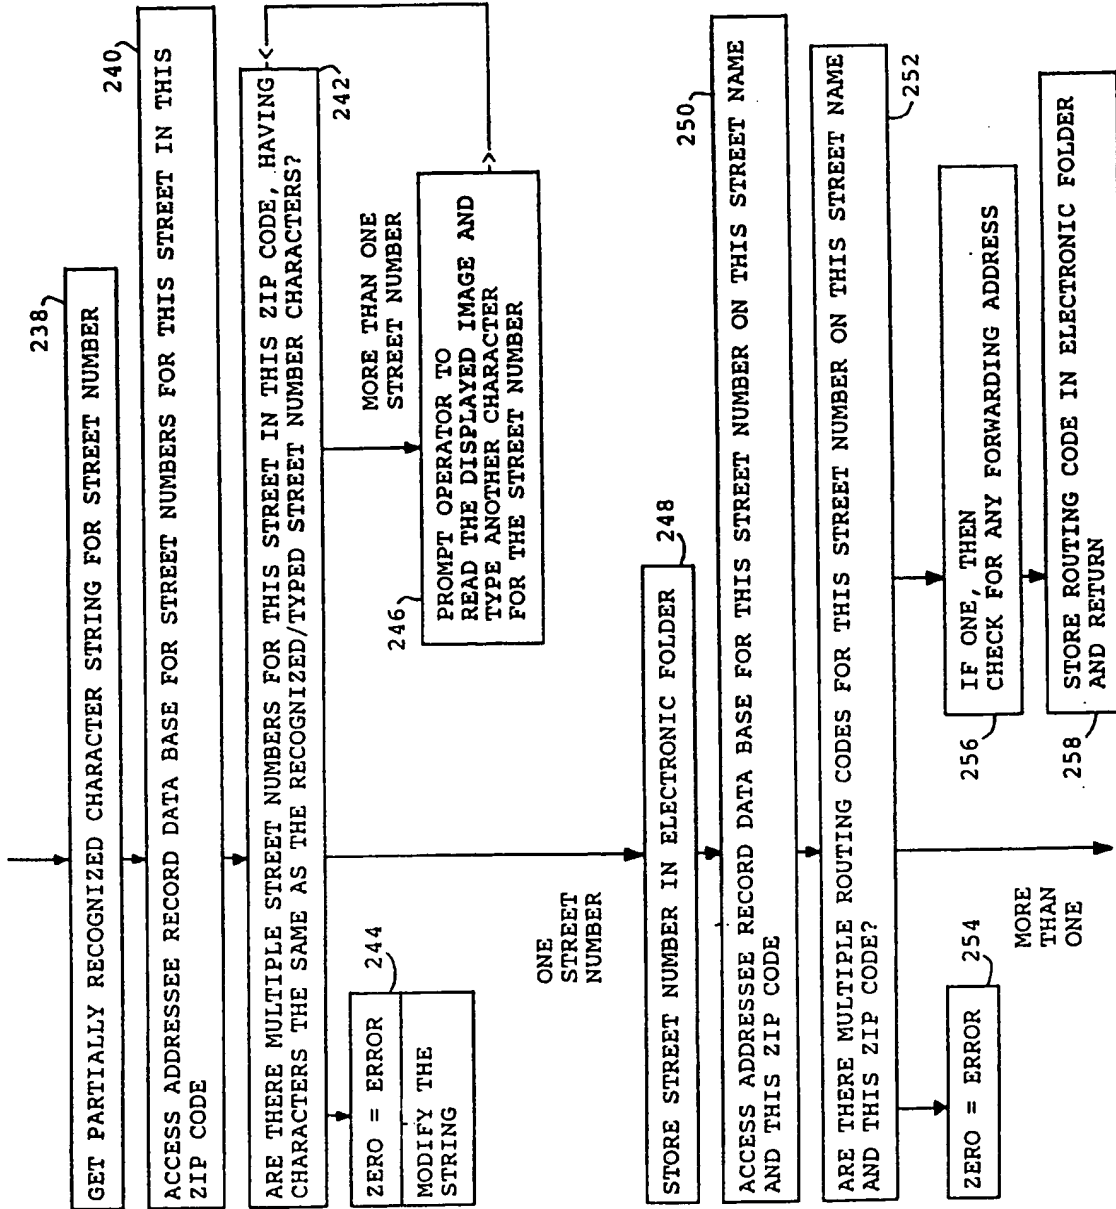 238
GET PARTIALLY RECOGNIZED CHARACTER STRING FOR STREET NUMBER
240
ACCESS ADDRESSEE RECORD DATA BASE FOR STREET NUMBERS FOR THIS STREET IN THIS
ZIP CODE
242
ARE THERE MULTIPLE STREET NUMBERS FOR THIS STREET IN THIS ZIP CODE, HAVING
CHARACTERS THE SAME AS THE RECOGNIZED/TYPED STREET NUMBER CHARACTERS?
244
ZERO = ERROR
MODIFY THE
STRING
MORE THAN ONE
STREET NUMBER
246
PROMPT OPERATOR TO
READ THE DISPLAYED IMAGE AND
TYPE ANOTHER CHARACTER
FOR THE STREET NUMBER
ONE
STREET
NUMBER
248
STORE STREET NUMBER IN ELECTRONIC FOLDER
250
ACCESS ADDRESSEE RECORD DATA BASE FOR THIS STREET NUMBER ON THIS STREET NAME
AND THIS ZIP CODE
252
ARE THERE MULTIPLE ROUTING CODES FOR THIS STREET NUMBER ON THIS STREET NAME
AND THIS ZIP CODE?
254
ZERO = ERROR
MORE
THAN
ONE
256
IF ONE, THEN
CHECK FOR ANY FORWARDING ADDRESS
258
STORE ROUTING CODE IN ELECTRONIC FOLDER
AND RETURN